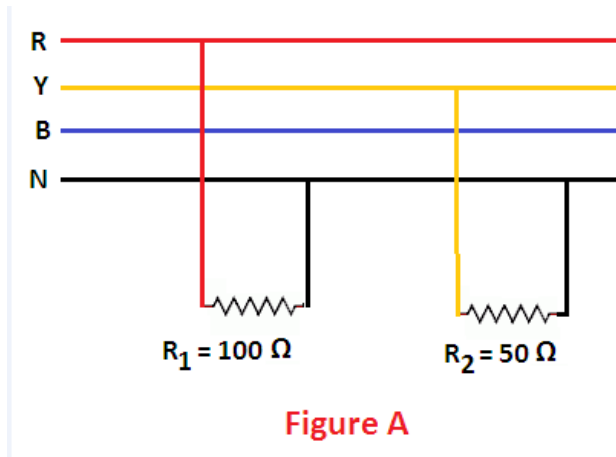 R
Y
B
N
R1 = 100 Ω
R2 = 50 Ω
Figure A